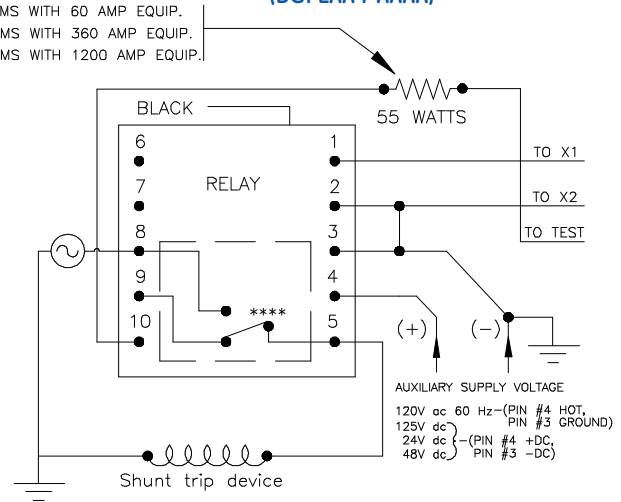 MS WITH 60 AMP EQUIP.
MS WITH 360 AMP EQUIP.
MS WITH 1200 AMP EQUIP.
55 WATTS
BLACK
RELAY
6
7
8
9
10
1
2
3
4
5
****
TO X1
TO X2
TO TEST
(+)
(-)
AUXILIARY SUPPLY VOLTAGE
120V ac 60 Hz-(PIN #4 HOT,
PIN #3 GROUND)
125V dc
24V dc -(PIN #4 +DC,
48V dc PIN #3 -DC)
Shunt trip device